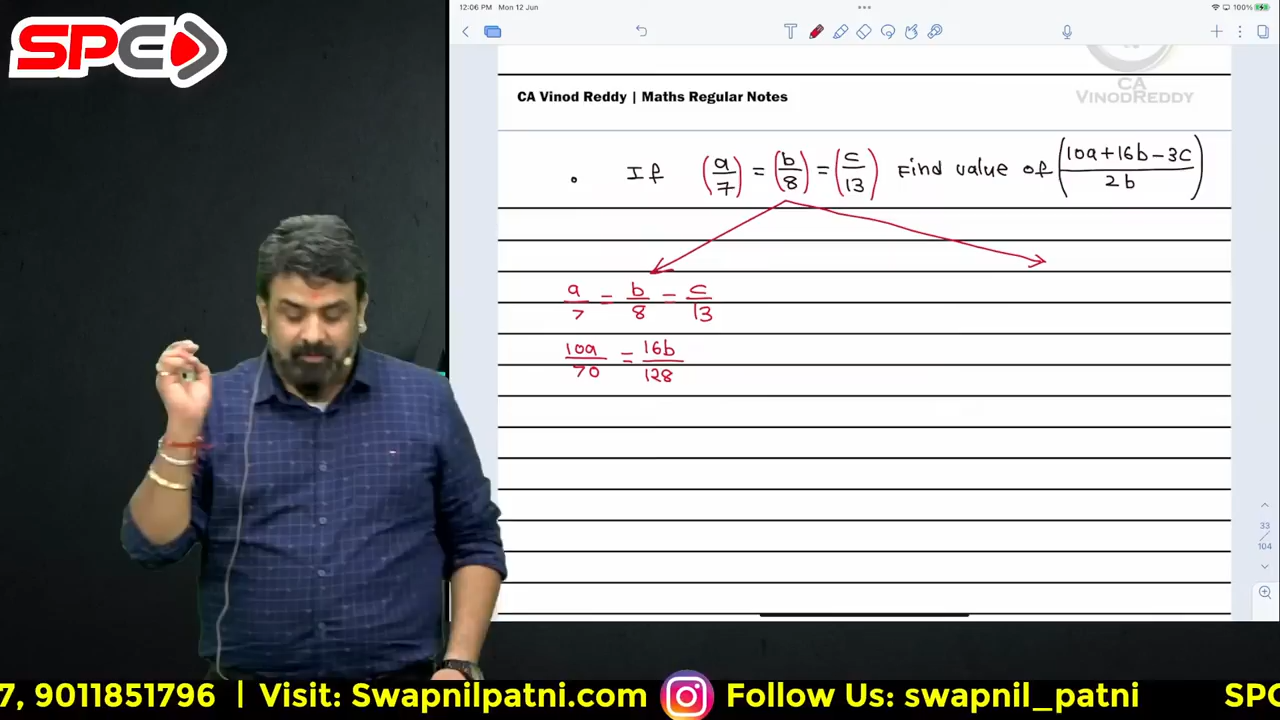 12:06 PM Mon 12 Jun
100%
SPC
CA Vinod Reddy | Maths Regular Notes
CA
VINODREDDY
• If (a/7) = (b/8) = (c/13) Find value of ((10a+16b-3c)/2b)
a/7 = b/8 = c/13
10a/70 = 16b/128
33
/
104
7, 9011851796 | Visit: Swapnilpatni.com Follow Us: swapnil_patni SPC